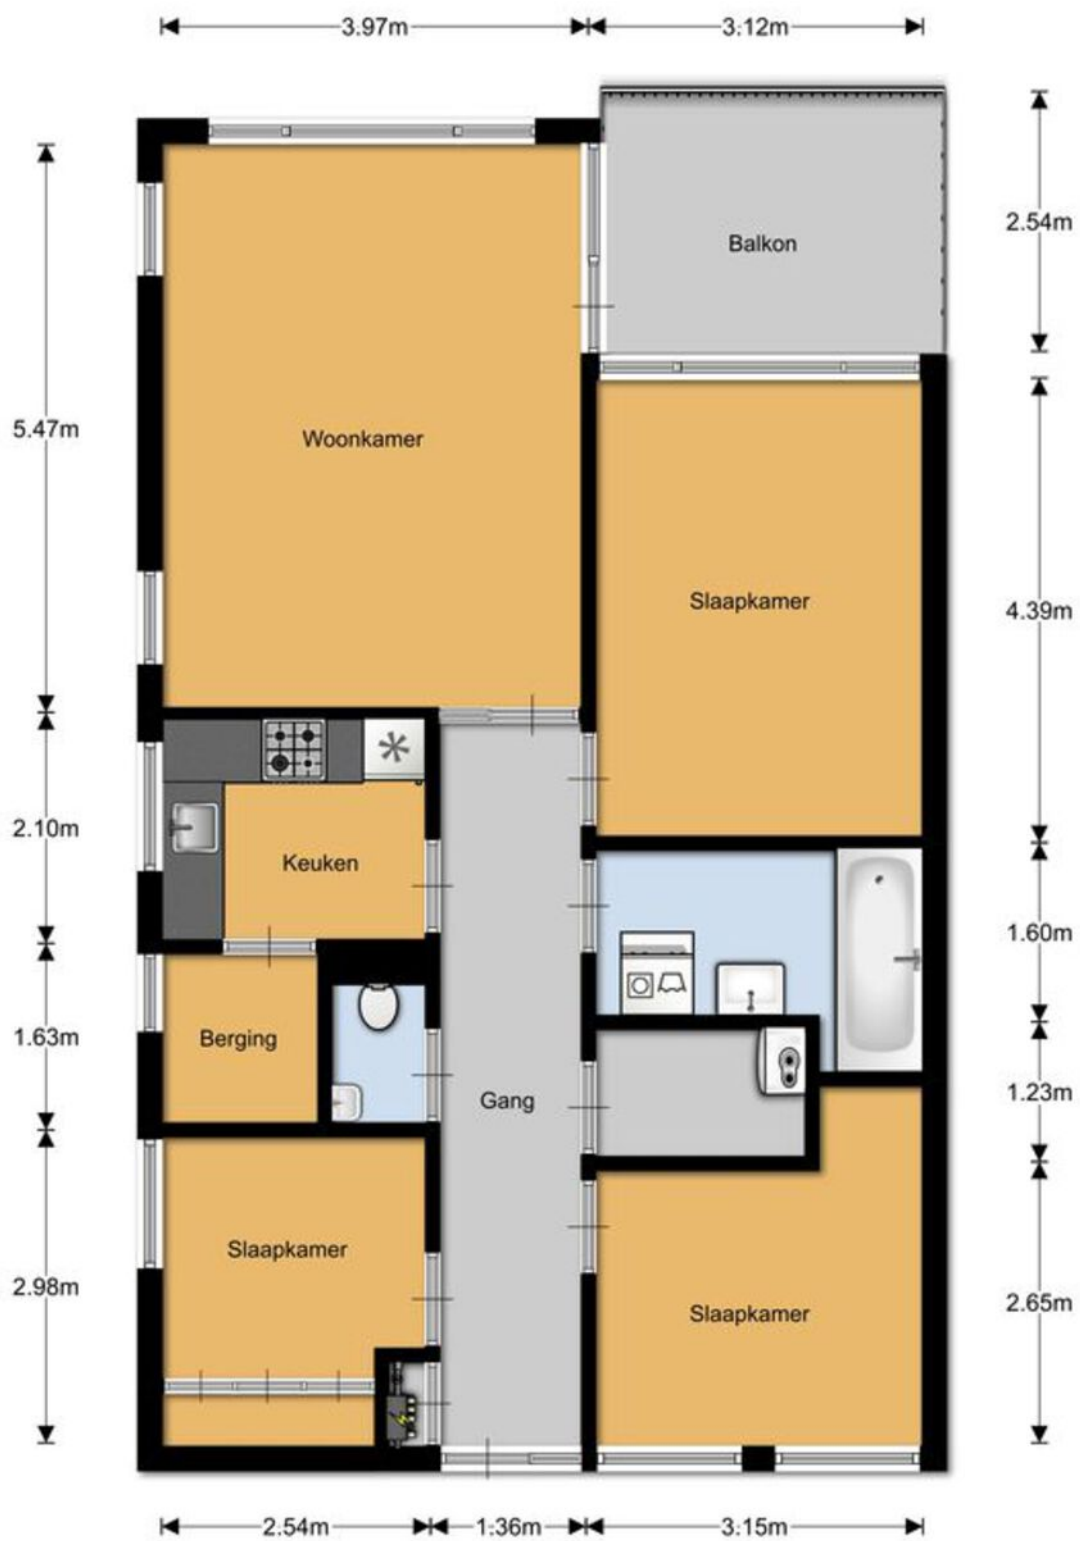 3.97m
3.12m
2.54m
Balkon
5.47m
Woonkamer
4.39m
Slaapkamer
2.10m
Keuken
1.60m
1.63m
Berging
Gang
1.23m
Slaapkamer
2.98m
Slaapkamer
2.65m
2.54m
1.36m
3.15m